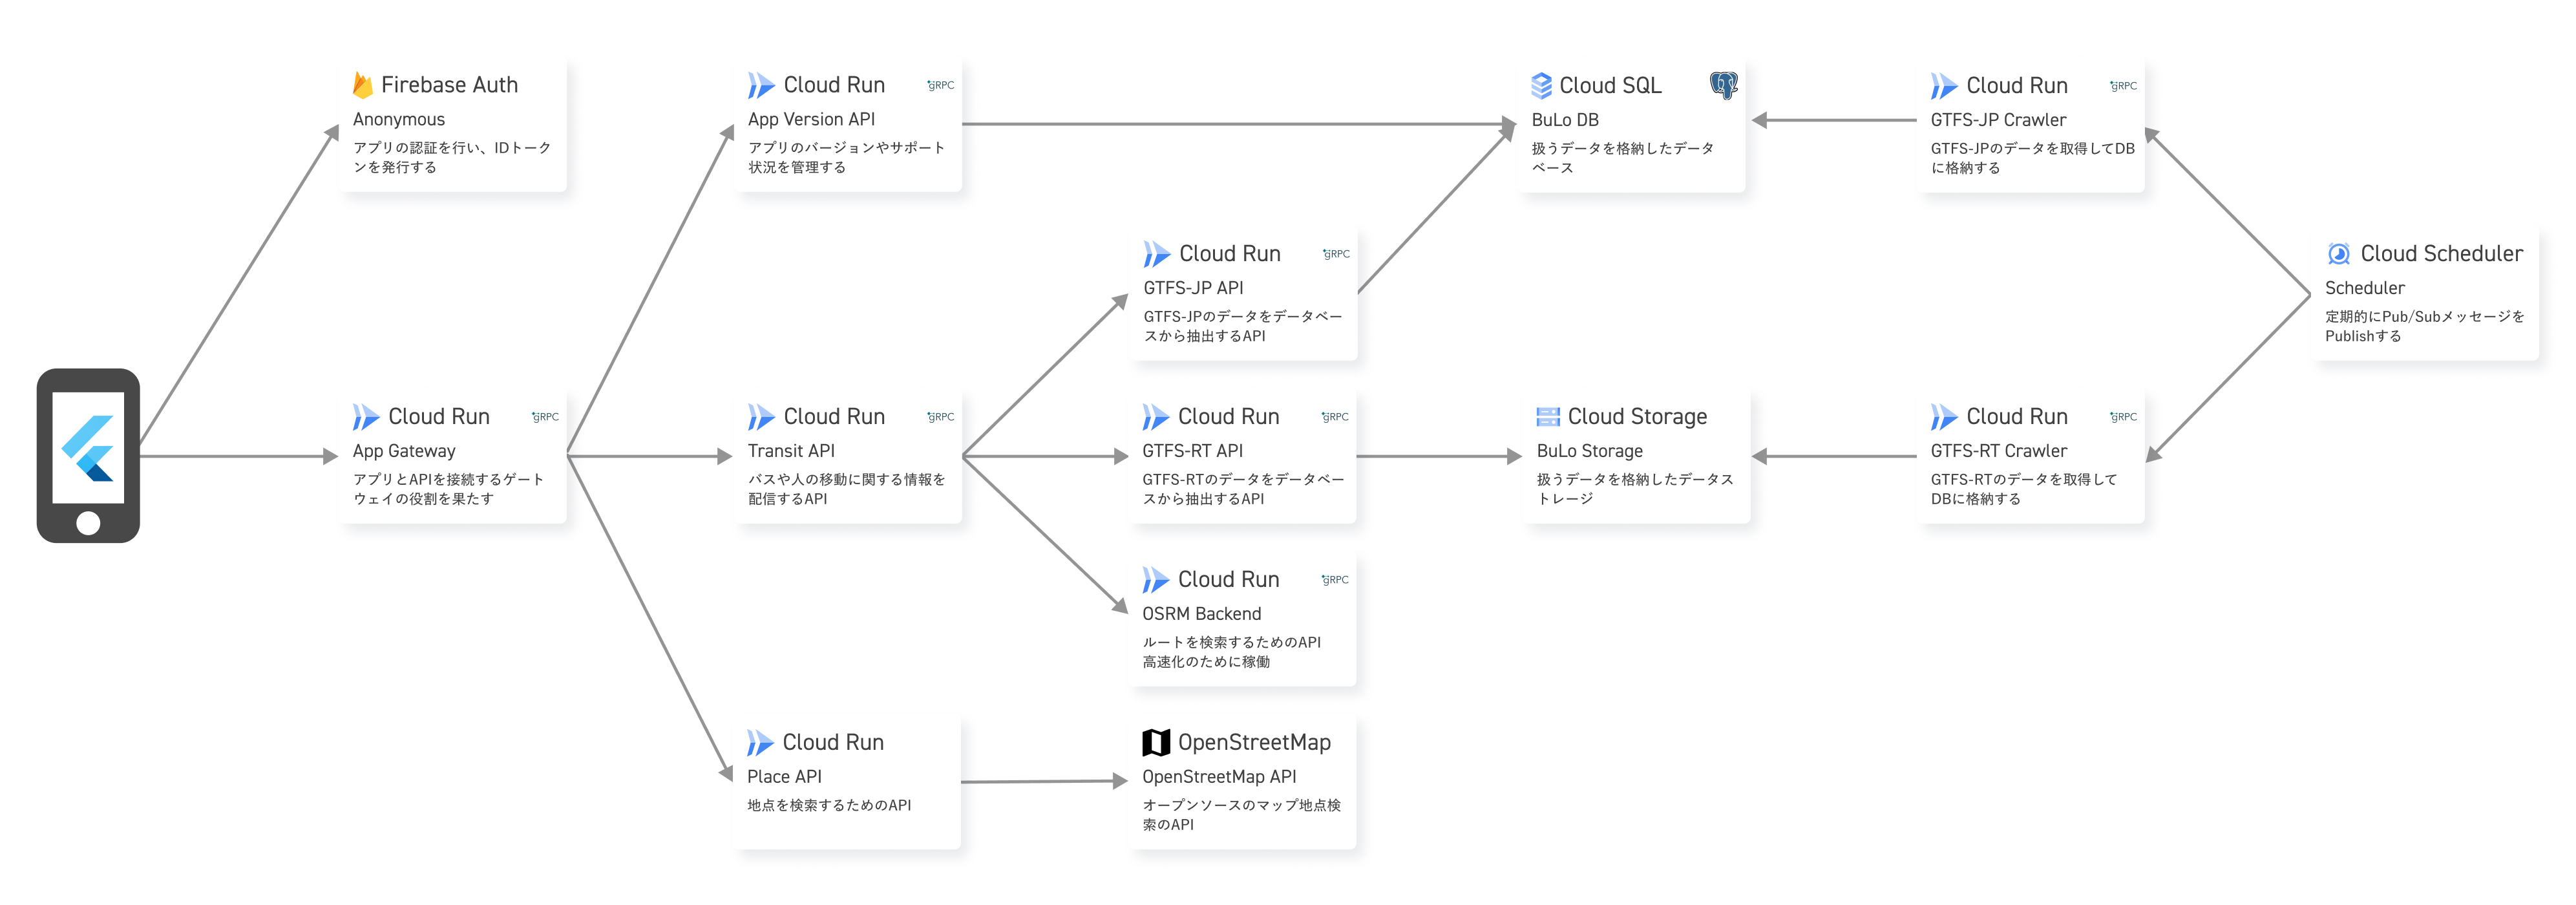 Firebase Auth
Anonymous
アプリの認証を行い、IDトーク
ンを発行する
Cloud Run
gRPC
App Gateway
アプリとAPIを接続するゲート
ウェイの役割を果たす
Cloud Run
gRPC
App Version API
アプリのバージョンやサポート
状況を管理する
Cloud Run
gRPC
Transit API
バスや人の移動に関する情報を
配信するAPI
Cloud Run
Place API
地点を検索するためのAPI
Cloud Run
gRPC
GTFS-JP API
GTFS-JPのデータをデータベー
スから抽出するAPI
Cloud Run
gRPC
GTFS-RT API
GTFS-RTのデータをデータベー
スから抽出するAPI
Cloud Run
gRPC
OSRM Backend
ルートを検索するためのAPI
高速化のために稼働
OpenStreetMap
OpenStreetMap API
オープンソースのマップ地点検
索のAPI
Cloud SQL
BuLo DB
扱うデータを格納したデータ
ベース
Cloud Storage
BuLo Storage
扱うデータを格納したデータス
トレージ
Cloud Run
gRPC
GTFS-JP Crawler
GTFS-JPのデータを取得してDB
に格納する
Cloud Run
gRPC
GTFS-RT Crawler
GTFS-RTのデータを取得して
DBに格納する
Cloud Scheduler
Scheduler
定期的にPub/Subメッセージを
Publishする